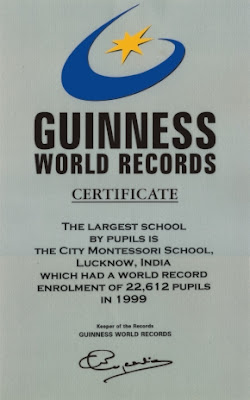 GUINNESS
WORLD RECORDS
CERTIFICATE
THE LARGEST SCHOOL
BY PUPILS IS
THE CITY MONTESSORI SCHOOL,
LUCKNOW, INDIA
WHICH HAD A WORLD RECORD
ENROLMENT OF 22,612 PUPILS
IN 1999
Keeper of the Records
GUINNESS WORLD RECORDS